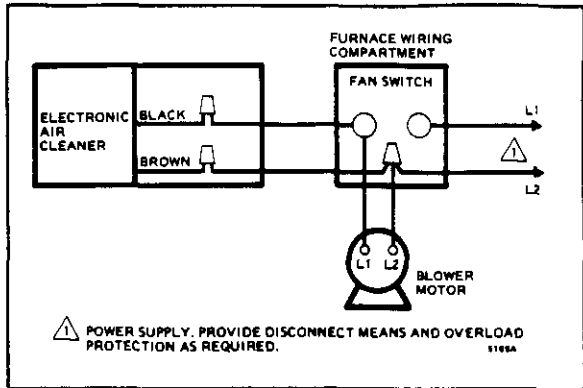 FURNACE WIRING
COMPARTMENT
FAN SWITCH
ELECTRONIC
AIR
CLEANER
BLACK
BROWN
L1
1
L2
L1 L2
BLOWER
MOTOR
1 POWER SUPPLY. PROVIDE DISCONNECT MEANS AND OVERLOAD
PROTECTION AS REQUIRED.